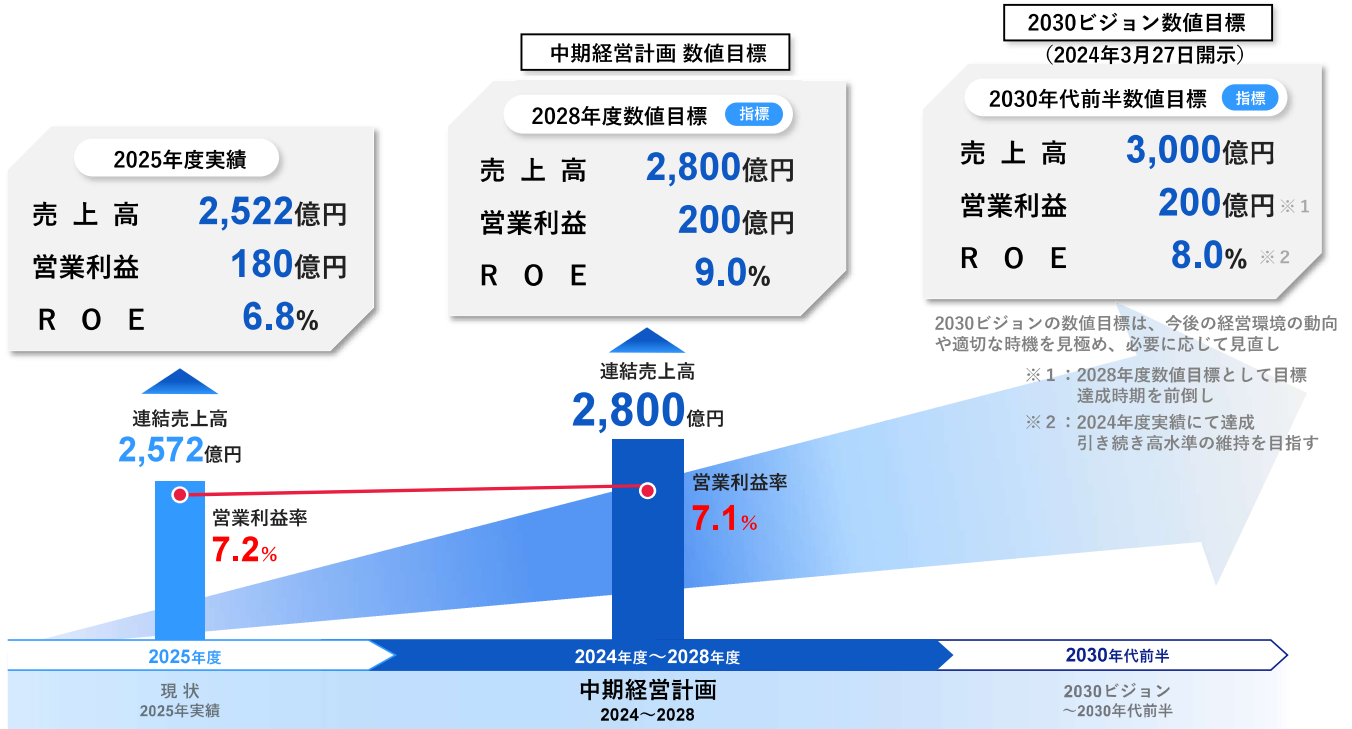 2025年度実績
売上高 2,522億円
営業利益 180億円
ROE 6.8%
連結売上高
2,572億円
営業利益率
7.2%
中期経営計画 数値目標
2028年度数値目標 指標
売上高 2,800億円
営業利益 200億円
ROE 9.0%
連結売上高
2,800億円
営業利益率
7.1%
2030ビジョン数値目標
（2024年3月27日開示）
2030年代前半数値目標 指標
売上高 3,000億円
営業利益 200億円 ※1
ROE 8.0% ※2
2030ビジョンの数値目標は、今後の経営環境の動向
や適切な時機を見極め、必要に応じて見直し
※1：2028年度数値目標として目標
達成時期を前倒し
※2：2024年度実績にて達成
引き続き高水準の維持を目指す
2025年度
2024年度～2028年度
2030年代前半
現状
2025年実績
中期経営計画
2024～2028
2030ビジョン
～2030年代前半